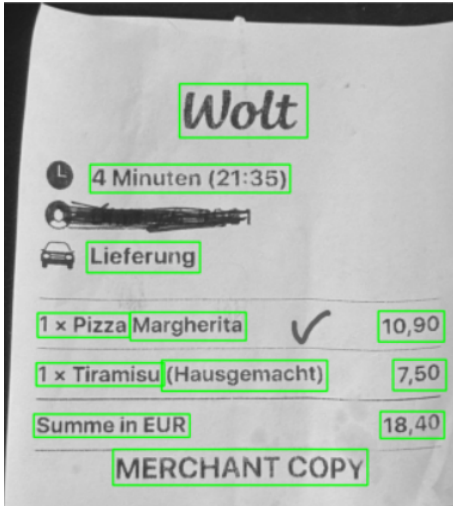 Wolt
4 Minuten (21:35)
Lieferung
1 × Pizza Margherita 10,90
1 × Tiramisu (Hausgemacht) 7,50
Summe in EUR 18,40
MERCHANT COPY